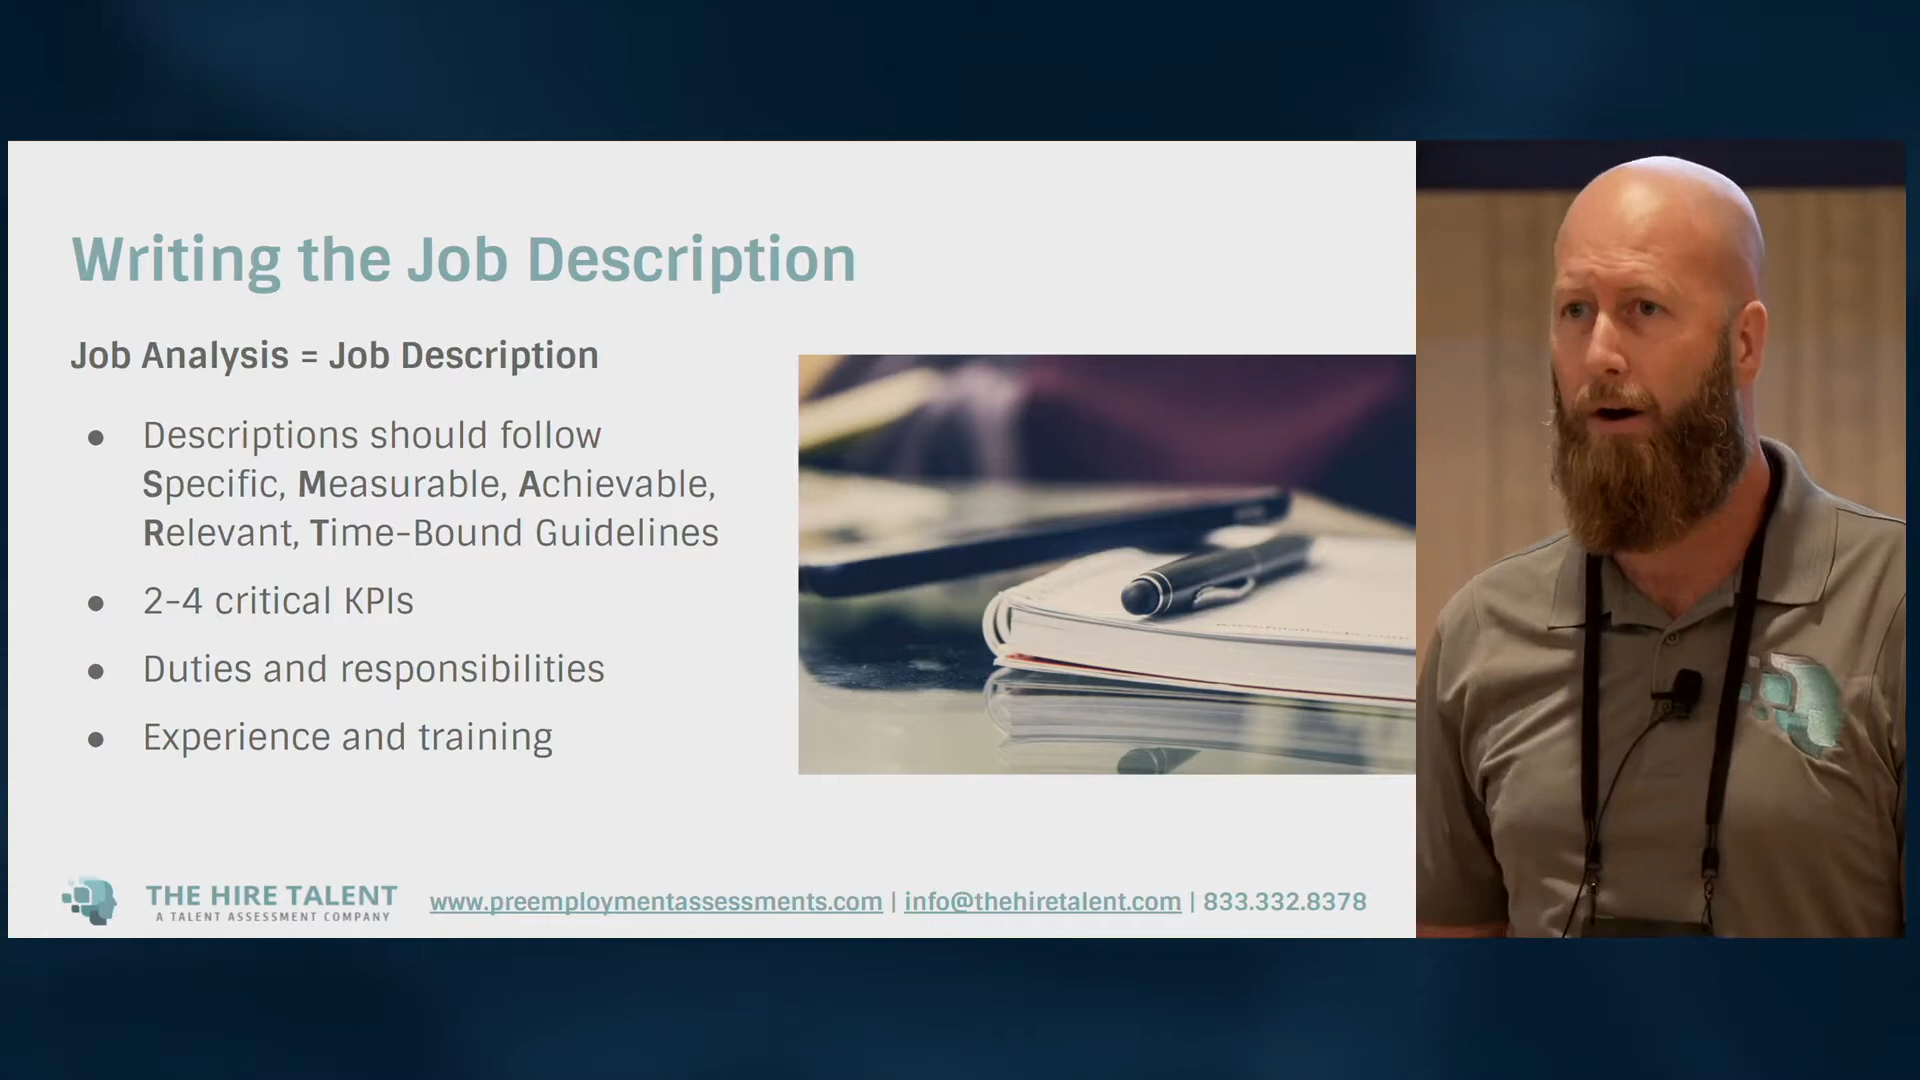 Writing the Job Description
Job Analysis = Job Description
● Descriptions should follow
Specific, Measurable, Achievable,
Relevant, Time-Bound Guidelines
● 2-4 critical KPIs
● Duties and responsibilities
● Experience and training
THE HIRE TALENT
A TALENT ASSESSMENT COMPANY
www.preemploymentassessments.com | info@thehiretalent.com | 833.332.8378